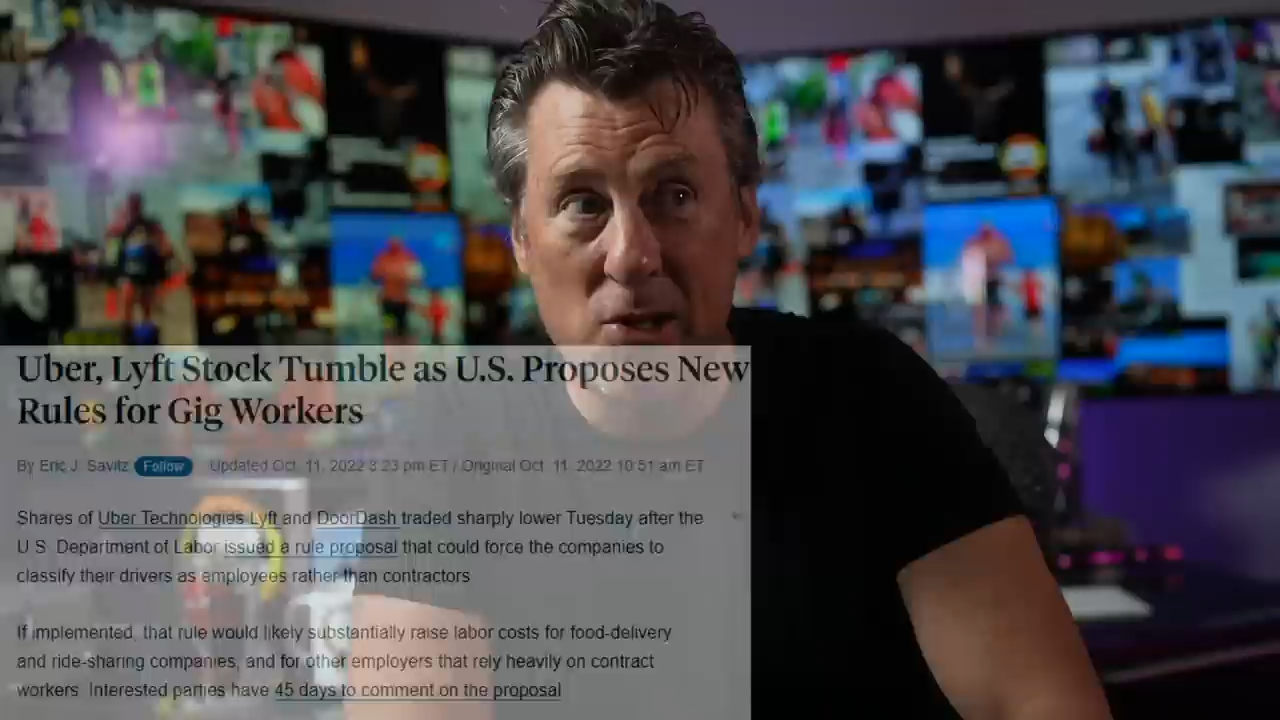 Uber, Lyft Stock Tumble as U.S. Proposes New
Rules for Gig Workers
By Eric J. Savitz Follow Updated Oct. 11, 2022 3:23 pm ET / Original Oct. 11, 2022 10:51 am ET
Shares of Uber Technologies Lyft and DoorDash traded sharply lower Tuesday after the
U.S. Department of Labor issued a rule proposal that could force the companies to
classify their drivers as employees rather than contractors
If implemented, that rule would likely substantially raise labor costs for food-delivery
and ride-sharing companies, and for other employers that rely heavily on contract
workers. Interested parties have 45 days to comment on the proposal